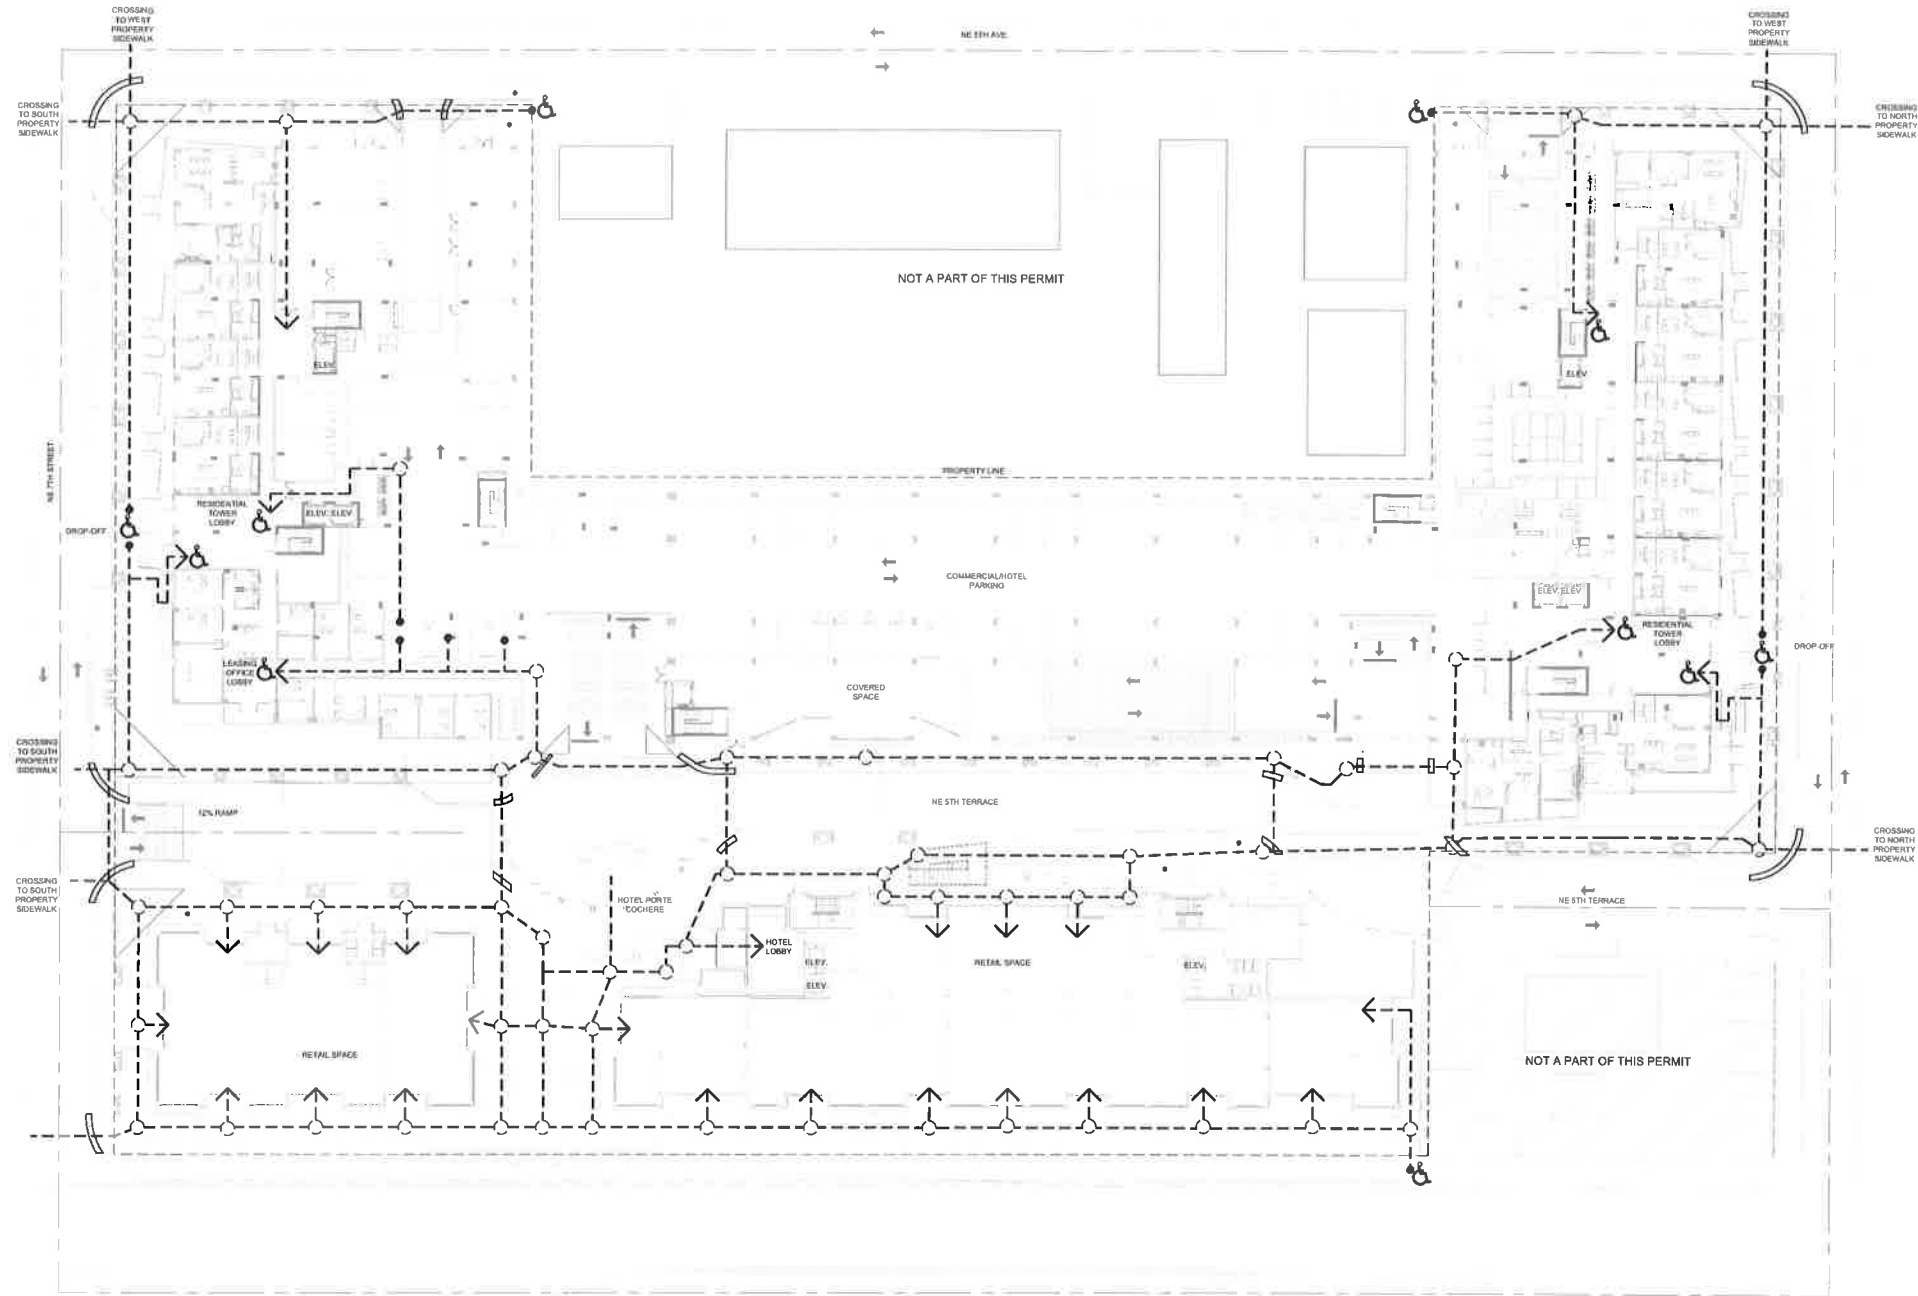 CROSSING
TO WEST
PROPERTY
SIDEWALK
CROSSING
TO WEST
PROPERTY
SIDEWALK
NE 5TH AVE.
CROSSING
TO SOUTH
PROPERTY
SIDEWALK
CROSSING
TO NORTH
PROPERTY
SIDEWALK
NOT A PART OF THIS PERMIT
ELEV.
ELEV
NE 7TH STREET
PROPERTY LINE
RESIDENTIAL
TOWER
LOBBY
ELEV. ELEV
DROP-OFF
COMMERCIAL/HOTEL
PARKING
ELEV. ELEV
RESIDENTIAL
TOWER
LOBBY
DROP-OFF
LEASING
OFFICE
LOBBY
COVERED
SPACE
CROSSING
TO SOUTH
PROPERTY
SIDEWALK
12% RAMP
NE 5TH TERRACE
CROSSING
TO NORTH
PROPERTY
SIDEWALK
CROSSING
TO SOUTH
PROPERTY
SIDEWALK
HOTEL PORTE
COCHERE
NE 5TH TERRACE
HOTEL
LOBBY
ELEV.
ELEV.
RETAIL SPACE
ELEV.
RETAIL SPACE
NOT A PART OF THIS PERMIT